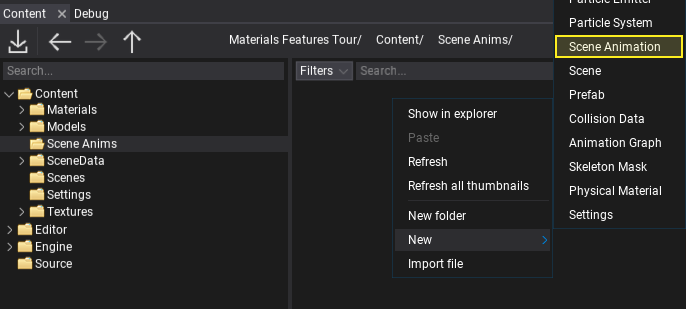 Content Debug
Particle Emitter
Particle System
Scene Animation
Scene
Prefab
Collision Data
Animation Graph
Skeleton Mask
Physical Material
Settings
Materials Features Tour/ Content/ Scene Anims/
Search...
Filters
Search...
Content
Materials
Models
Scene Anims
SceneData
Scenes
Settings
Textures
Editor
Engine
Source
Show in explorer
Paste
Refresh
Refresh all thumbnails
New folder
New
Import file